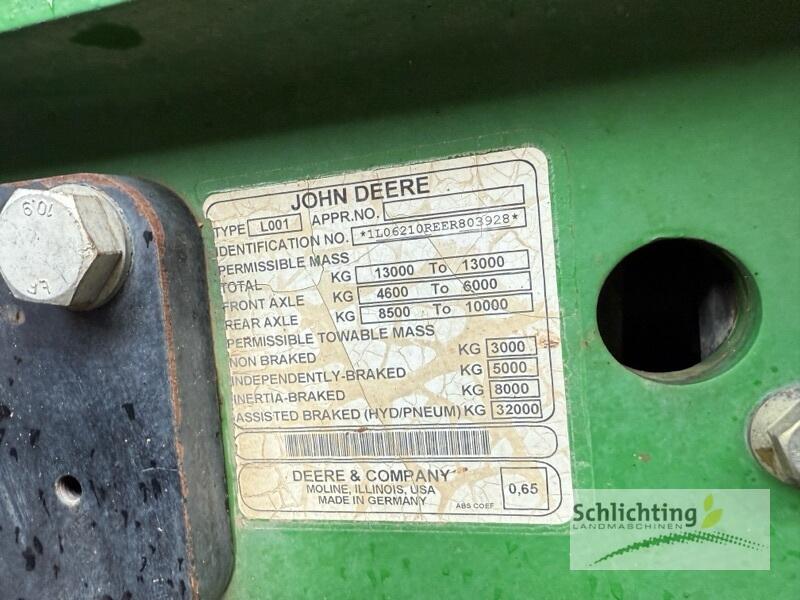 JOHN DEERE
TYPE L001 APPR.NO.
IDENTIFICATION NO. *1L06210REER803928*
PERMISSIBLE MASS
TOTAL KG 13000 To 13000
FRONT AXLE KG 4600 To 6000
REAR AXLE KG 8500 To 10000
PERMISSIBLE TOWABLE MASS
NON BRAKED KG 3000
INDEPENDENTLY-BRAKED KG 5000
INERTIA-BRAKED KG 8000
ASSISTED BRAKED (HYD/PNEUM) KG 32000
DEERE & COMPANY
MOLINE, ILLINOIS, USA
MADE IN GERMANY
ABS COEF 0,65
10.9
Schlichting
LANDMASCHINEN